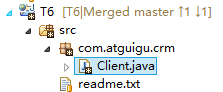 T6 [T6|Merged master ↑1 ↓1]
src
com.atguigu.crm
Client.java
readme.txt